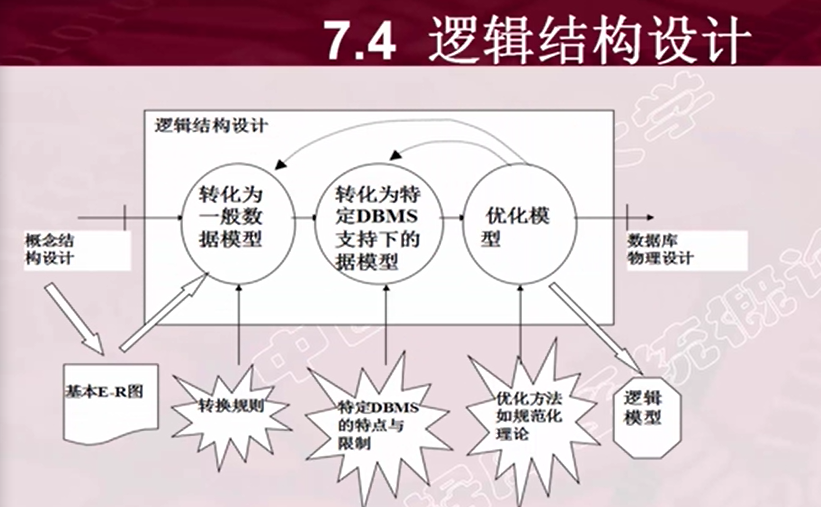 7.4 逻辑结构设计
逻辑结构设计
转化为
一般数
据模型
转化为特
定DBMS
支持下的
据模型
优化模
型
概念结
构设计
数据库
物理设计
基本E-R图
转换规则
特定DBMS
的特点与
限制
优化方法
如规范化
理论
逻辑
模型